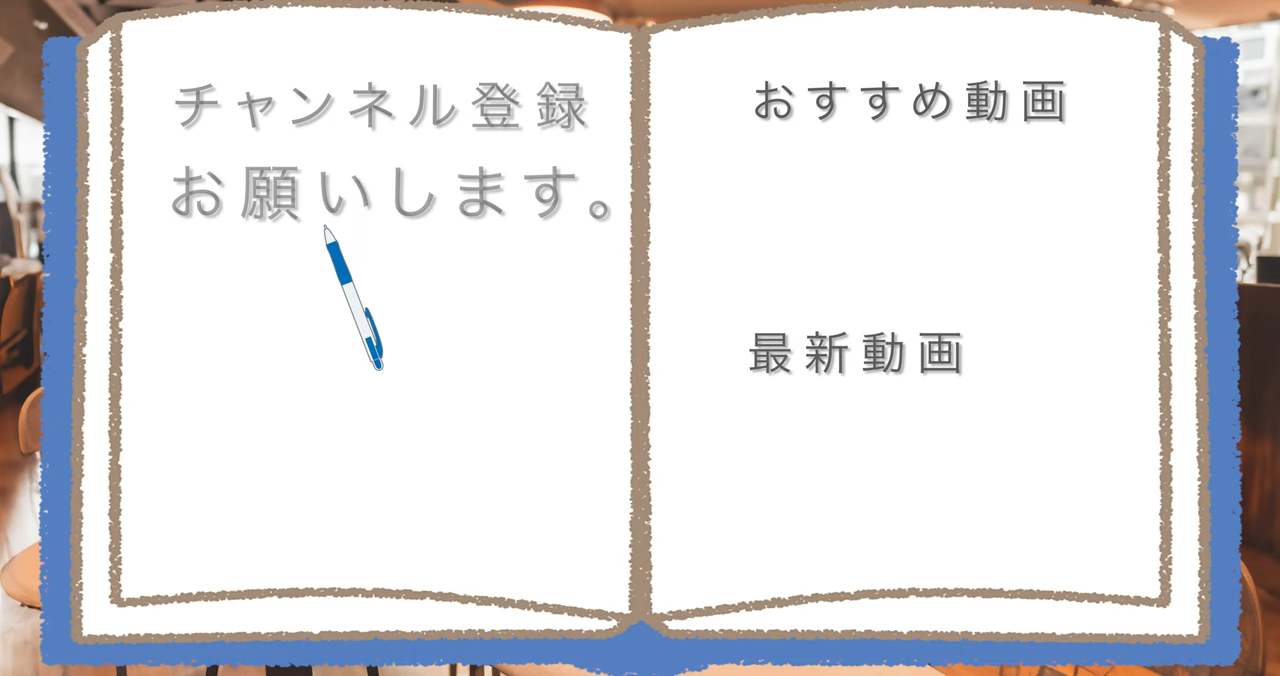 チャンネル登録
お願いします。
おすすめ動画
最新動画